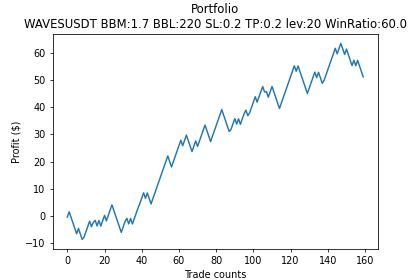 Portfolio
WAVESUSDT BBM:1.7 BBL:220 SL:0.2 TP:0.2 lev:20 WinRatio:60.0
60
50
40
30
20
10
0
−10
Profit ($)
0 20 40 60 80 100 120 140 160
Trade counts